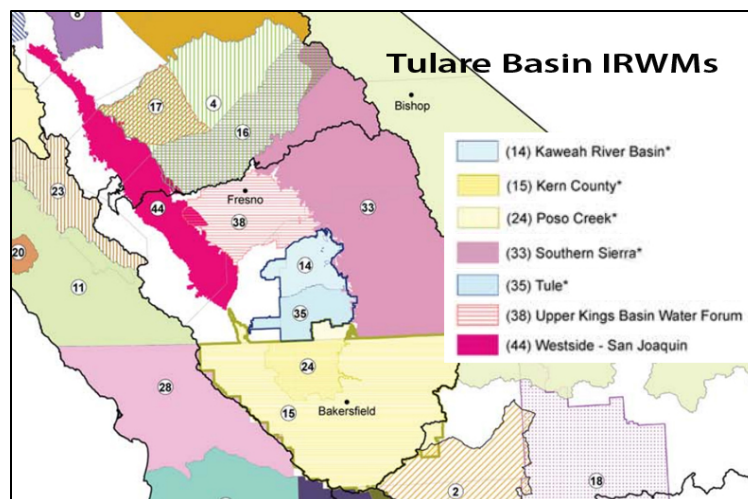 8
Tulare Basin IRWMs
Bishop
17
4
16
(14) Kaweah River Basin*
(15) Kern County*
23
Fresno
44
38
33
(24) Poso Creek*
(33) Southern Sierra*
20
14
(35) Tule*
11
35
(38) Upper Kings Basin Water Forum
(44) Westside - San Joaquin
24
28
15
Bakersfield
2
18